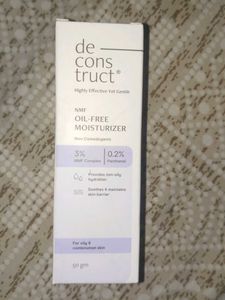 de
cons
truct®
Highly Effective Yet Gentle
NMF
OIL-FREE
MOISTURIZER
Non Comedogenic
3%
NMF Complex
0.2%
Panthenol
Provides non-oily
hydration
Soothes & maintains
skin barrier
For oily &
combination skin
50 gm